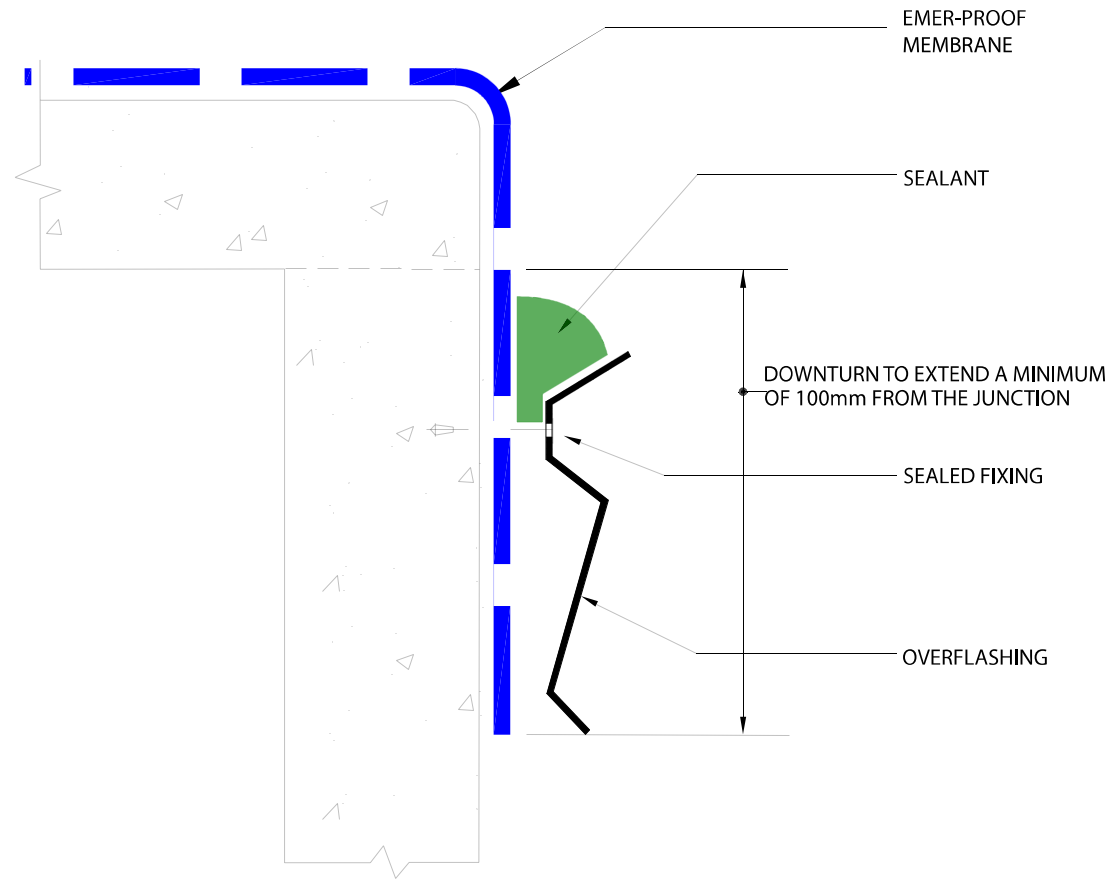 EMER-PROOF
MEMBRANE
SEALANT
DOWNTURN TO EXTEND A MINIMUM
OF 100mm FROM THE JUNCTION
SEALED FIXING
OVERFLASHING